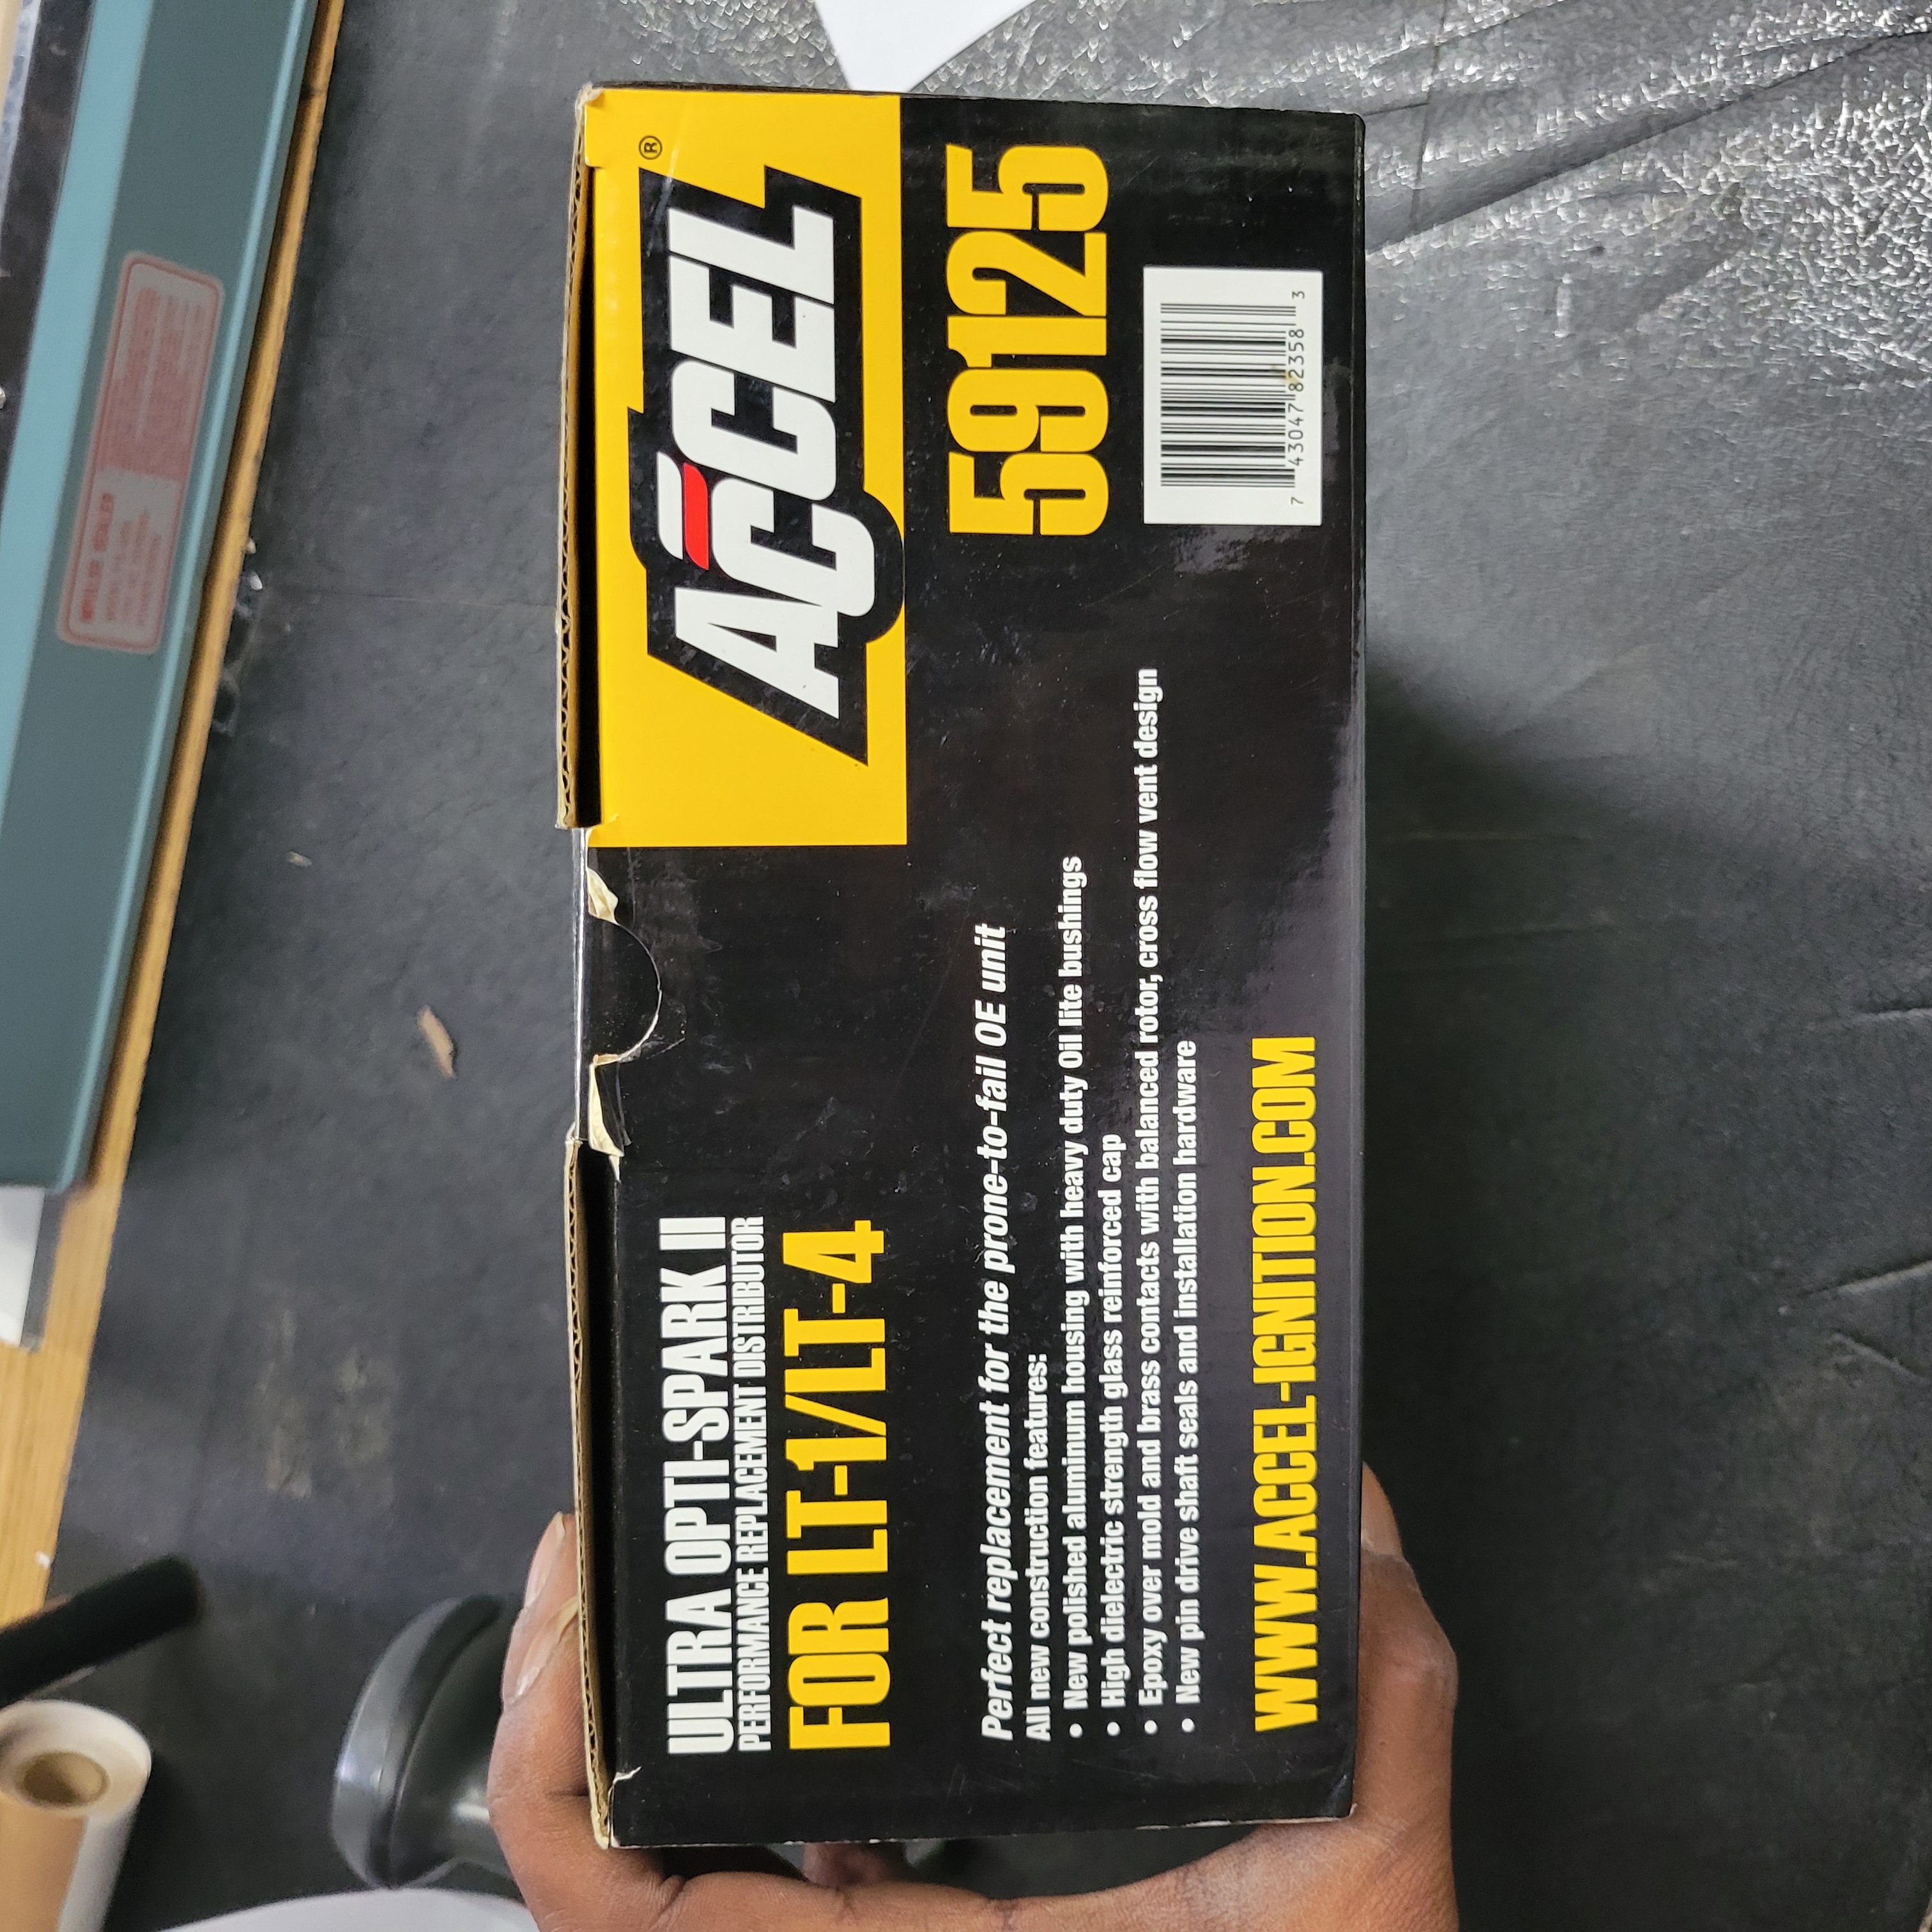 ULTRA OPTI-SPARK II
PERFORMANCE REPLACEMENT DISTRIBUTOR
FOR LT-1/LT-4
ACCEL®
59125
Perfect replacement for the prone-to-fail OE unit
All new construction features:
• New polished aluminum housing with heavy duty Oil lite bushings
• High dielectric strength glass reinforced cap
• Epoxy over mold and brass contacts with balanced rotor, cross flow vent design
• New pin drive shaft seals and installation hardware
WWW.ACCEL-IGNITION.COM
7 43047 82358 3